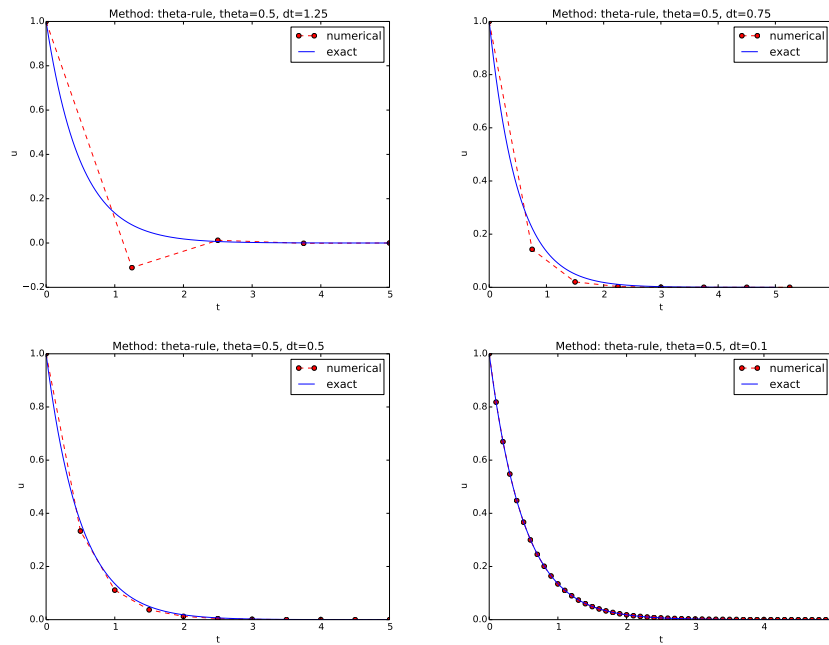 Method: theta-rule, theta=0.5, dt=1.25
1.0
0.8
0.6
0.4
0.2
0.0
−0.2
u
0
1
2
3
4
5
t
numerical
exact
Method: theta-rule, theta=0.5, dt=0.75
1.0
0.8
0.6
0.4
0.2
0.0
u
0
1
2
3
4
5
t
numerical
exact
Method: theta-rule, theta=0.5, dt=0.5
1.0
0.8
0.6
0.4
0.2
0.0
u
0
1
2
3
4
5
t
numerical
exact
Method: theta-rule, theta=0.5, dt=0.1
1.0
0.8
0.6
0.4
0.2
0.0
u
0
1
2
3
4
t
numerical
exact